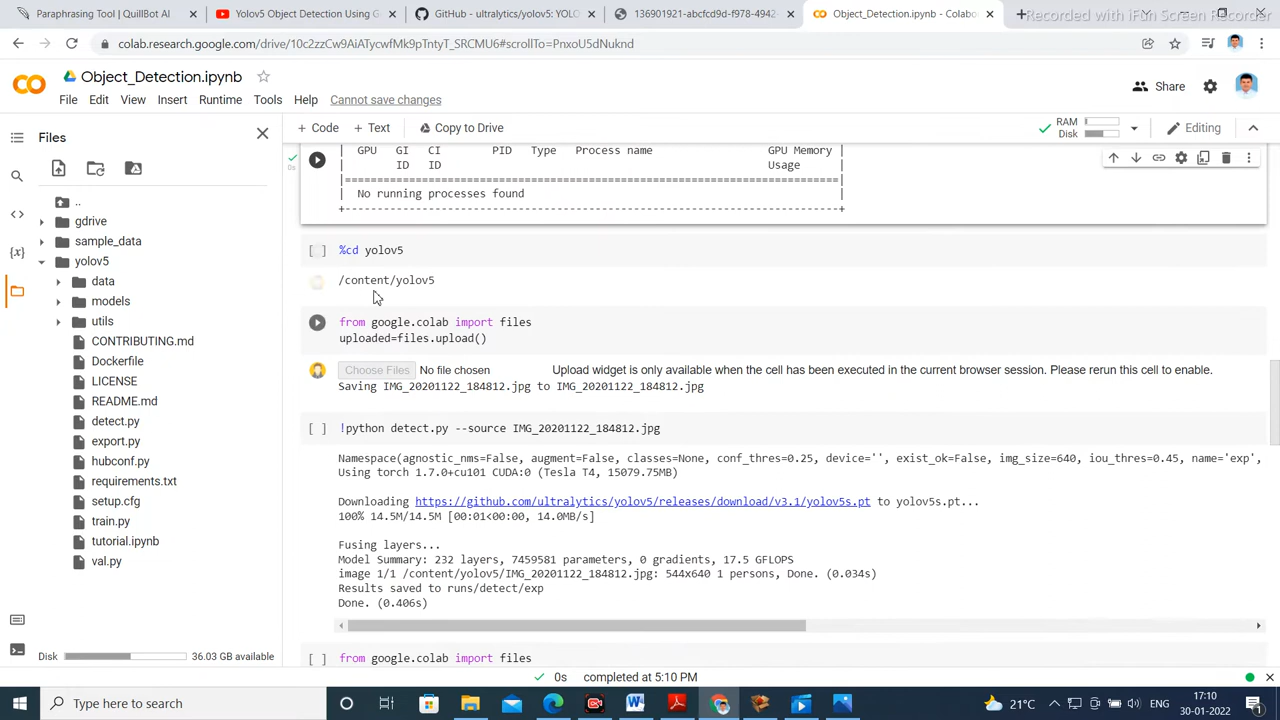 Paraphrasing Tool | QuillBot AI
Yolov5 Object Detection Using G
GitHub - ultralytics/yolov5: YOLO
136901921-abcfcd9d-f978-4942-
Object_Detection.ipynb - Colabo
Recorded with iFun Screen Recorder
colab.research.google.com/drive/10c2zzCw9AiATycwfMk9pTntyT_SRCMU6#scrollTo=PnxoU5dNuknd
CO
Object_Detection.ipynb
File Edit View Insert Runtime Tools Help Cannot save changes
Share
Files
+ Code + Text Copy to Drive
RAM
Disk
Editing
..
gdrive
sample_data
yolov5
data
models
utils
CONTRIBUTING.md
Dockerfile
LICENSE
README.md
detect.py
export.py
hubconf.py
requirements.txt
setup.cfg
train.py
tutorial.ipynb
val.py
Disk 36.03 GB available
0s
| GPU GI CI PID Type Process name GPU Memory |
| ID ID Usage |
|=============================================================================|
| No running processes found |
+-----------------------------------------------------------------------------+
[ ] %cd yolov5
/content/yolov5
from google.colab import files
uploaded=files.upload()
Choose Files No file chosen Upload widget is only available when the cell has been executed in the current browser session. Please rerun this cell to enable.
Saving IMG_20201122_184812.jpg to IMG_20201122_184812.jpg
[ ] !python detect.py --source IMG_20201122_184812.jpg
Namespace(agnostic_nms=False, augment=False, classes=None, conf_thres=0.25, device='', exist_ok=False, img_size=640, iou_thres=0.45, name='exp',
Using torch 1.7.0+cu101 CUDA:0 (Tesla T4, 15079.75MB)
Downloading https://github.com/ultralytics/yolov5/releases/download/v3.1/yolov5s.pt to yolov5s.pt...
100% 14.5M/14.5M [00:01<00:00, 14.0MB/s]
Fusing layers...
Model Summary: 232 layers, 7459581 parameters, 0 gradients, 17.5 GFLOPS
image 1/1 /content/yolov5/IMG_20201122_184812.jpg: 544x640 1 persons, Done. (0.034s)
Results saved to runs/detect/exp
Done. (0.406s)
[ ] from google.colab import files
0s completed at 5:10 PM
Type here to search
21°C
ENG
17:10
30-01-2022